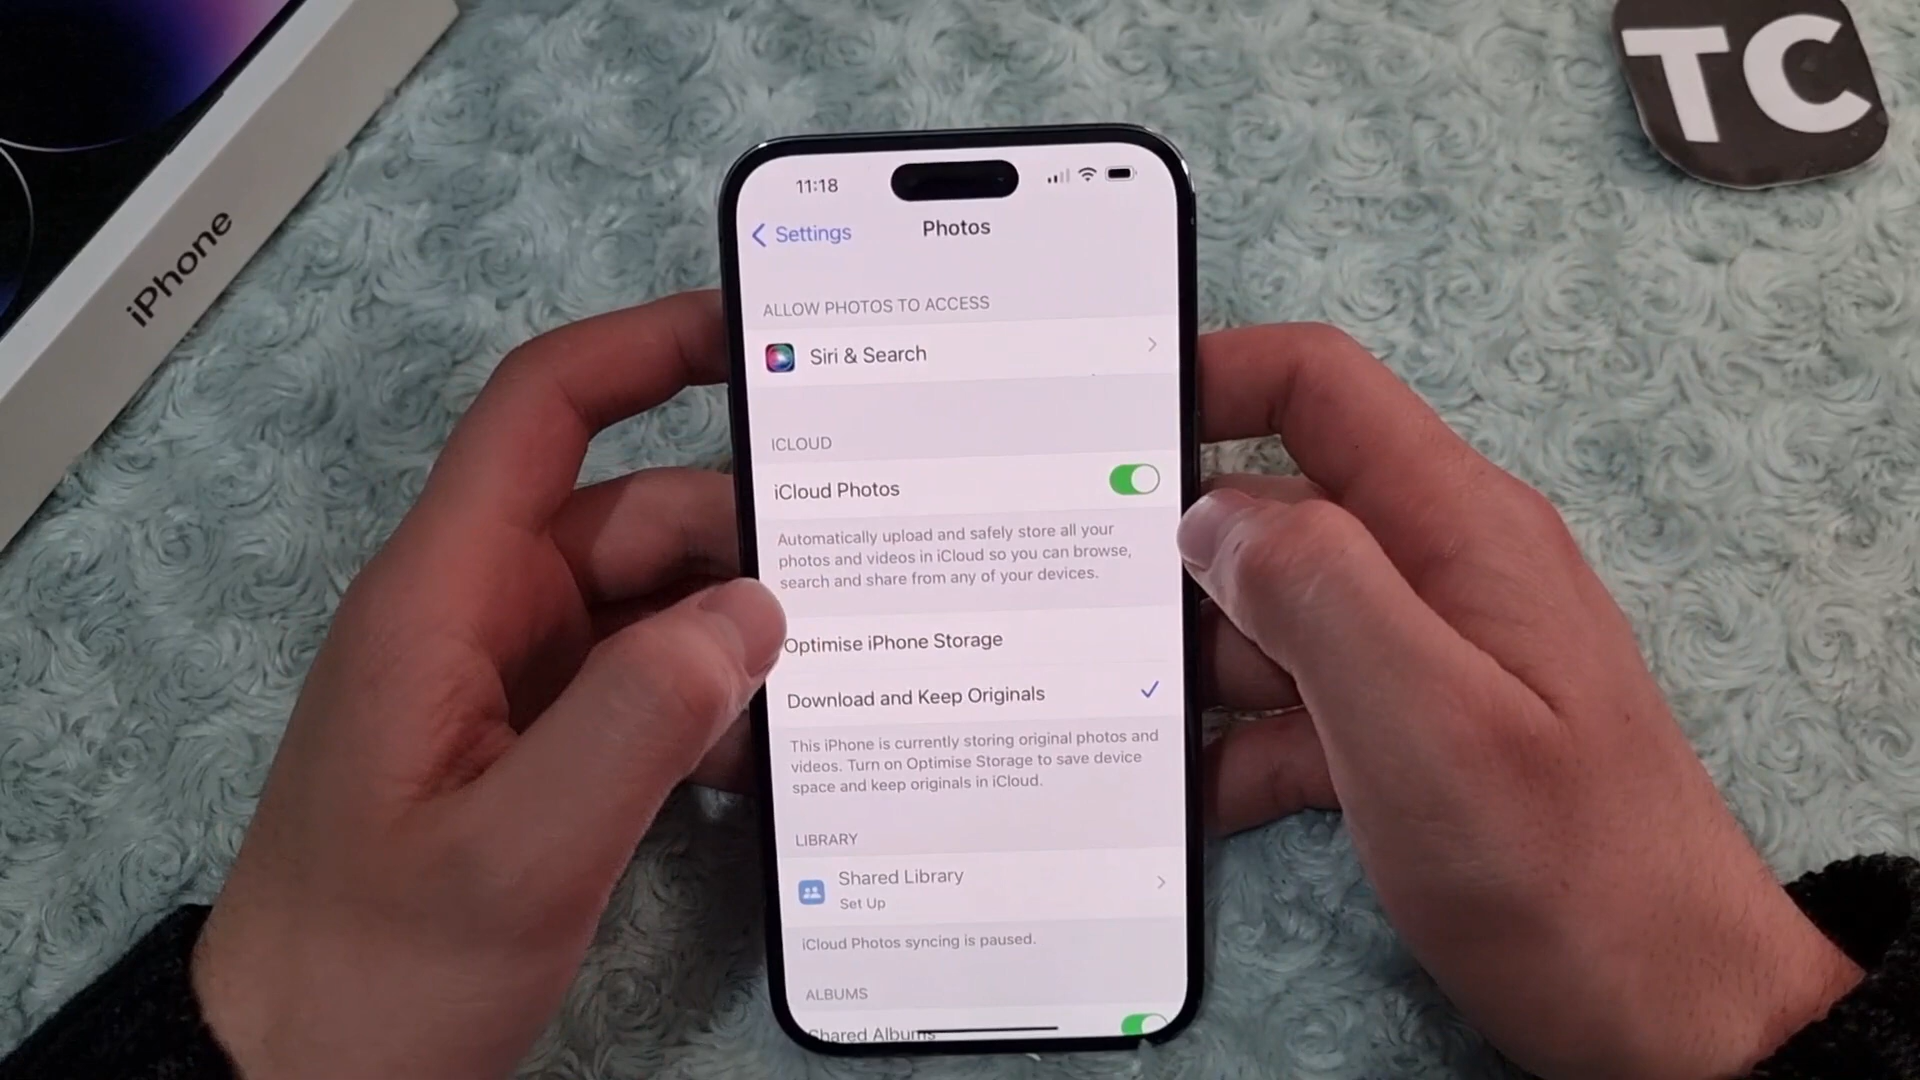 iPhone
TC
11:18
Settings
Photos
ALLOW PHOTOS TO ACCESS
Siri & Search
ICLOUD
iCloud Photos
Automatically upload and safely store all your
photos and videos in iCloud so you can browse,
search and share from any of your devices.
Optimise iPhone Storage
Download and Keep Originals
This iPhone is currently storing original photos and
videos. Turn on Optimise Storage to save device
space and keep originals in iCloud.
LIBRARY
Shared Library
Set Up
iCloud Photos syncing is paused.
ALBUMS
Shared Albums